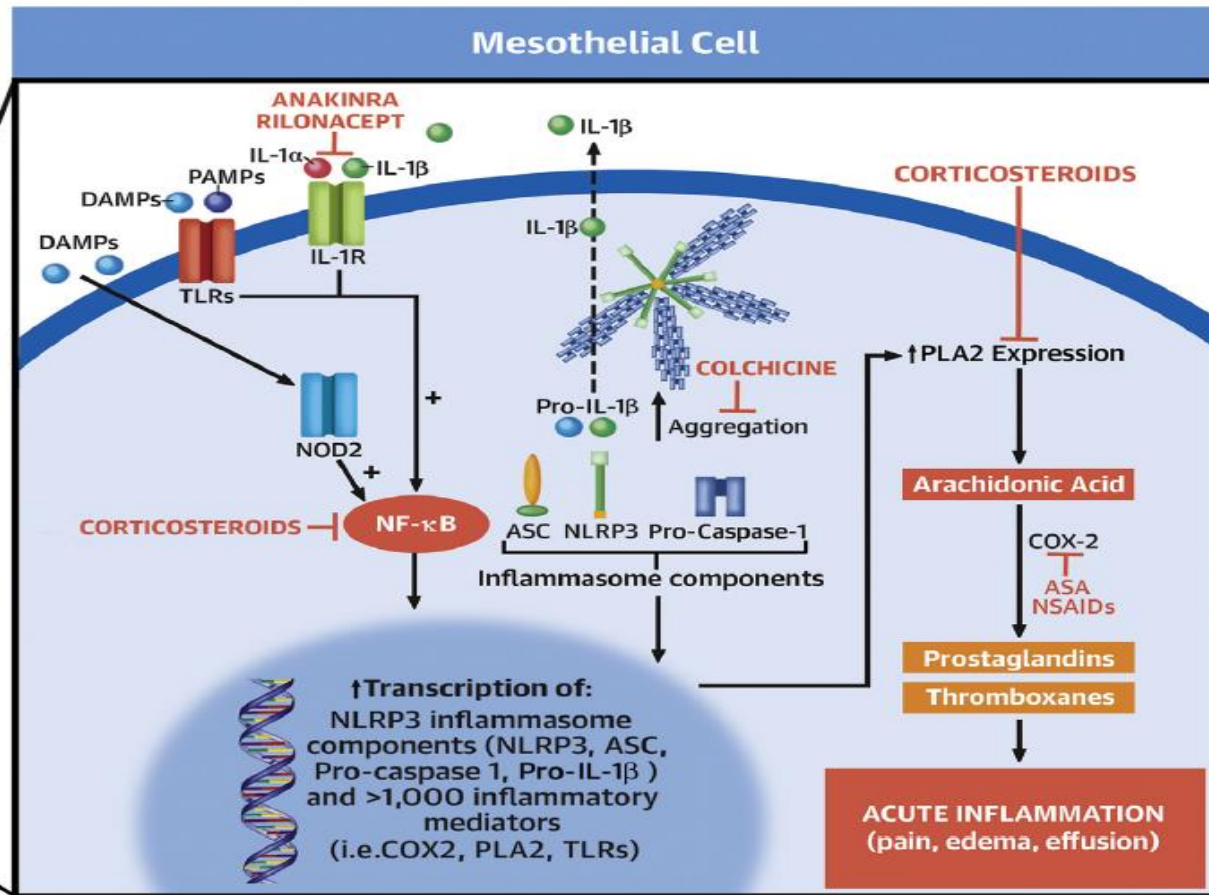 Mesothelial Cell
ANAKINRA
RILONACEPT
IL-1α
IL-1β
PAMPs
DAMPs
DAMPs
TLRs
IL-1R
IL-1β
IL-1β
CORTICOSTEROIDS
NOD2
+
+
CORTICOSTEROIDS
NF-κB
Pro-IL-1β
COLCHICINE
Aggregation
ASC NLRP3 Pro-Caspase-1
Inflammasome components
↑PLA2 Expression
Arachidonic Acid
COX-2
ASA
NSAIDs
Prostaglandins
Thromboxanes
↑Transcription of:
NLRP3 inflammasome
components (NLRP3, ASC,
Pro-caspase 1, Pro-IL-1β )
and >1,000 inflammatory
mediators
(i.e.COX2, PLA2, TLRs)
ACUTE INFLAMMATION
(pain, edema, effusion)